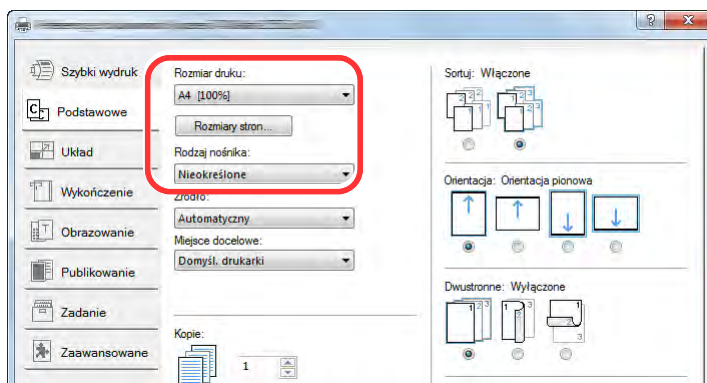 Szybki wydruk
Podstawowe
Układ
Wykończenie
Obrazowanie
Publikowanie
Zadanie
Zaawansowane
Rozmiar druku:
A4 [100%]
Rozmiary stron...
Rodzaj nośnika:
Nieokreślone
Źródło:
Automatyczny
Miejsce docelowe:
Domyśl. drukarki
Kopie:
1
Sortuj: Włączone
Orientacja: Orientacja pionowa
Dwustronne: Wyłączone